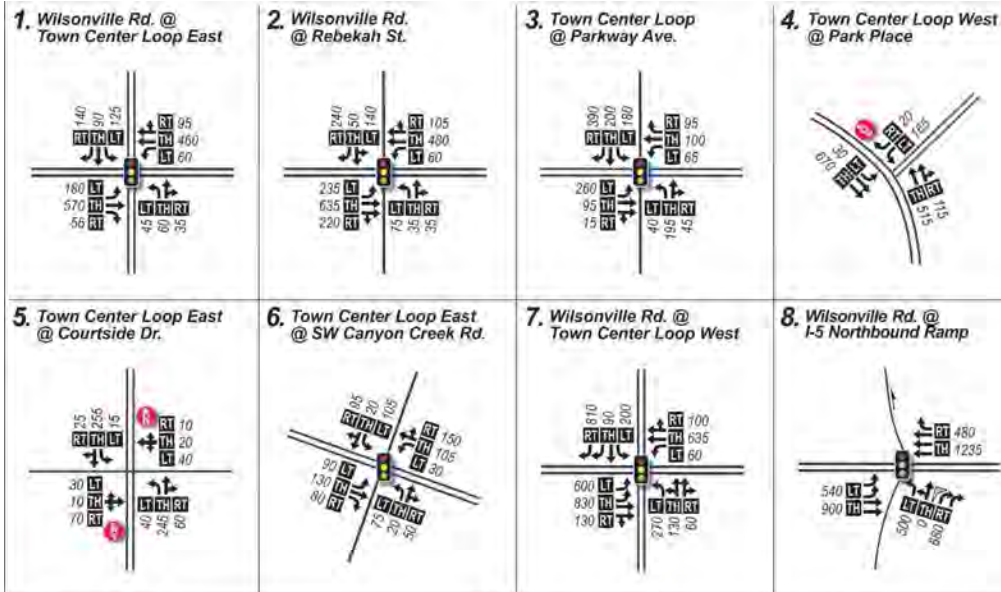 1. Wilsonville Rd. @
Town Center Loop East
140 90 125
RT TH LT
RT 95
TH 460
LT 60
180 LT
570 TH
55 RT
LT TH RT
45 60 35
2. Wilsonville Rd.
@ Rebekah St.
240 50 140
RT TH LT
RT 105
TH 480
LT 60
235 LT
635 TH
220 RT
LT TH RT
75 35 35
3. Town Center Loop
@ Parkway Ave.
390 200 180
RT TH LT
RT 95
TH 100
LT 65
260 LT
95 TH
15 RT
LT TH RT
40 195 45
4. Town Center Loop West
@ Park Place
20 165
RT LT
30
670
TH LT
TH RT
515 115
5. Town Center Loop East
@ Courtside Dr.
25 255 15
RT TH LT
RT 10
TH 20
LT 40
30 LT
10 TH
70 RT
LT TH RT
40 245 60
6. Town Center Loop East
@ SW Canyon Creek Rd.
20 105
RT TH LT
RT 150
TH 105
LT 30
90 LT
130 TH
80 RT
LT TH RT
75 20 50
7. Wilsonville Rd. @
Town Center Loop West
810 90 200
RT TH LT
RT 100
TH 635
LT 60
600 LT
830 TH
130 RT
LT TH RT
270 130 60
8. Wilsonville Rd. @
I-5 Northbound Ramp
RT 480
TH 1235
540 LT
900 TH
LT TH RT
500 0 680